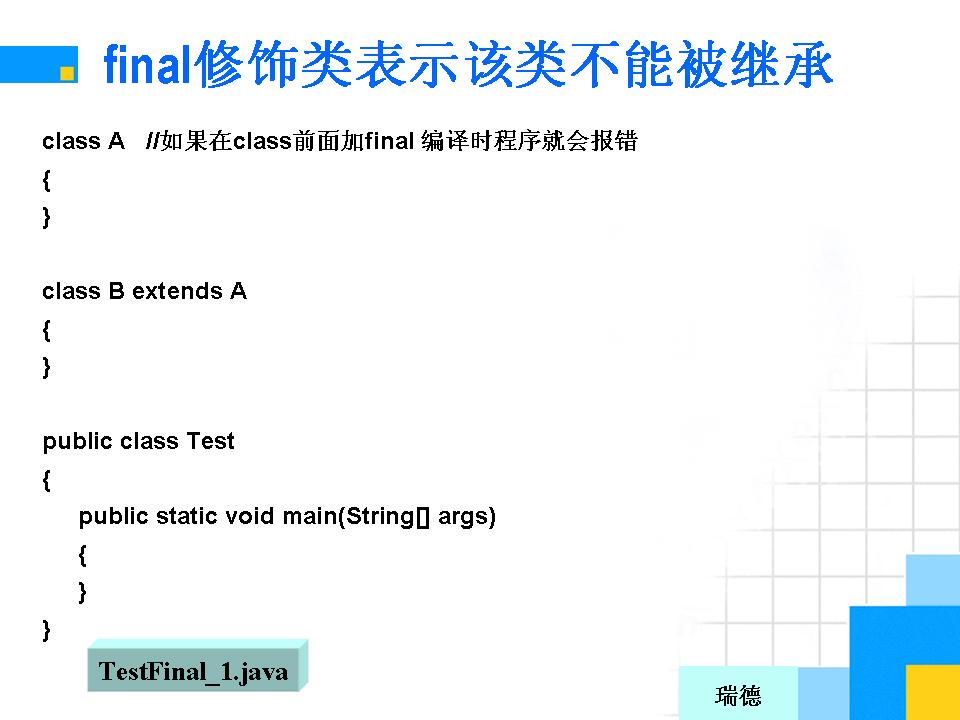 final修饰类表示该类不能被继承
class A //如果在class前面加final 编译时程序就会报错
{
}
class B extends A
{
}
public class Test
{
public static void main(String[] args)
{
}
}
TestFinal_1.java
瑞德